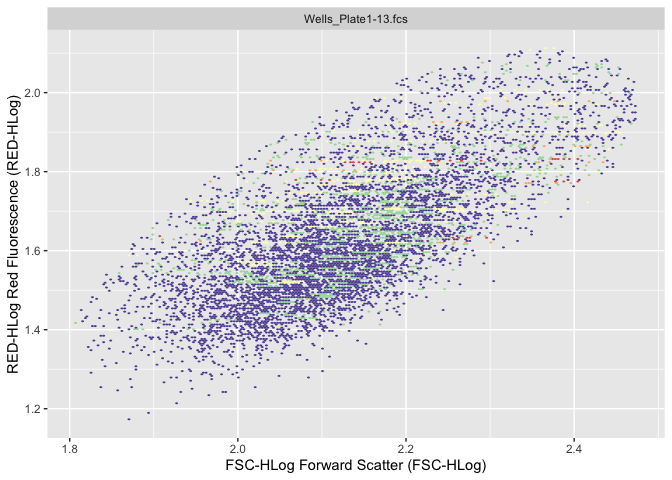 Wells_Plate1-13.fcs
RED-HLog Red Fluorescence (RED-HLog)
2.0
1.8
1.6
1.4
1.2
1.8 2.0 2.2 2.4
FSC-HLog Forward Scatter (FSC-HLog)